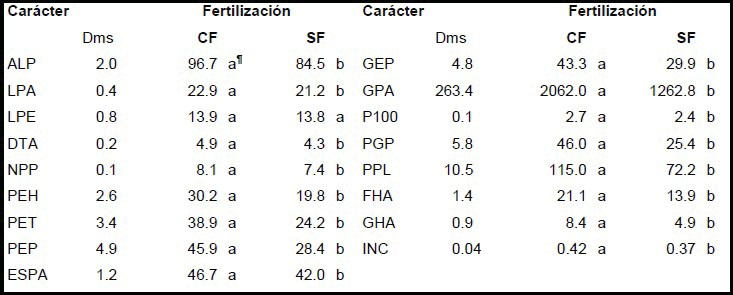 Carácter Fertilización Carácter Fertilización
Dms CF SF Dms CF SF
ALP 2.0 96.7 a¶ 84.5 b GEP 4.8 43.3 a 29.9 b
LPA 0.4 22.9 a 21.2 b GPA 263.4 2062.0 a 1262.8 b
LPE 0.8 13.9 a 13.8 a P100 0.1 2.7 a 2.4 b
DTA 0.2 4.9 a 4.3 b PGP 5.8 46.0 a 25.4 b
NPP 0.1 8.1 a 7.4 b PPL 10.5 115.0 a 72.2 b
PEH 2.6 30.2 a 19.8 b FHA 1.4 21.1 a 13.9 b
PET 3.4 38.9 a 24.2 b GHA 0.9 8.4 a 4.9 b
PEP 4.9 45.9 a 28.4 b INC 0.04 0.42 a 0.37 b
ESPA 1.2 46.7 a 42.0 b